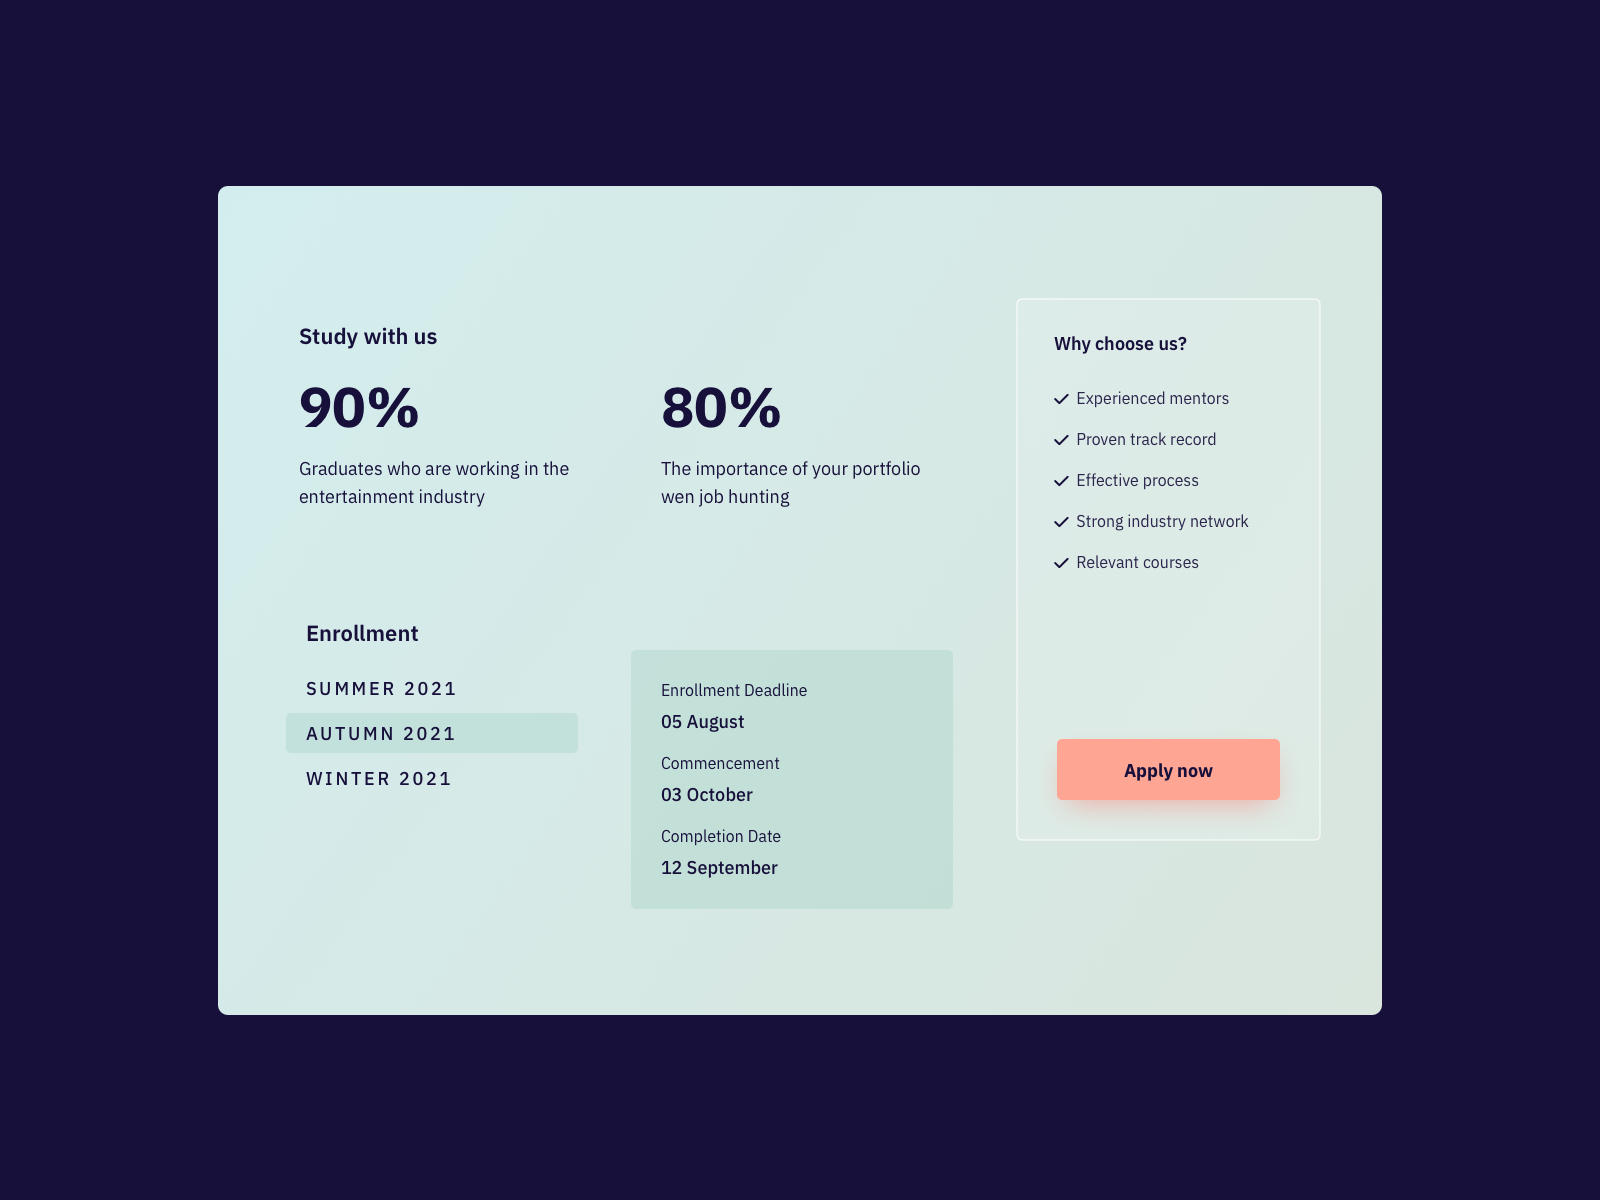 Study with us
90%
Graduates who are working in the
entertainment industry
80%
The importance of your portfolio
wen job hunting
Enrollment
SUMMER 2021
AUTUMN 2021
WINTER 2021
Enrollment Deadline
05 August
Commencement
03 October
Completion Date
12 September
Why choose us?
Experienced mentors
Proven track record
Effective process
Strong industry network
Relevant courses
Apply now